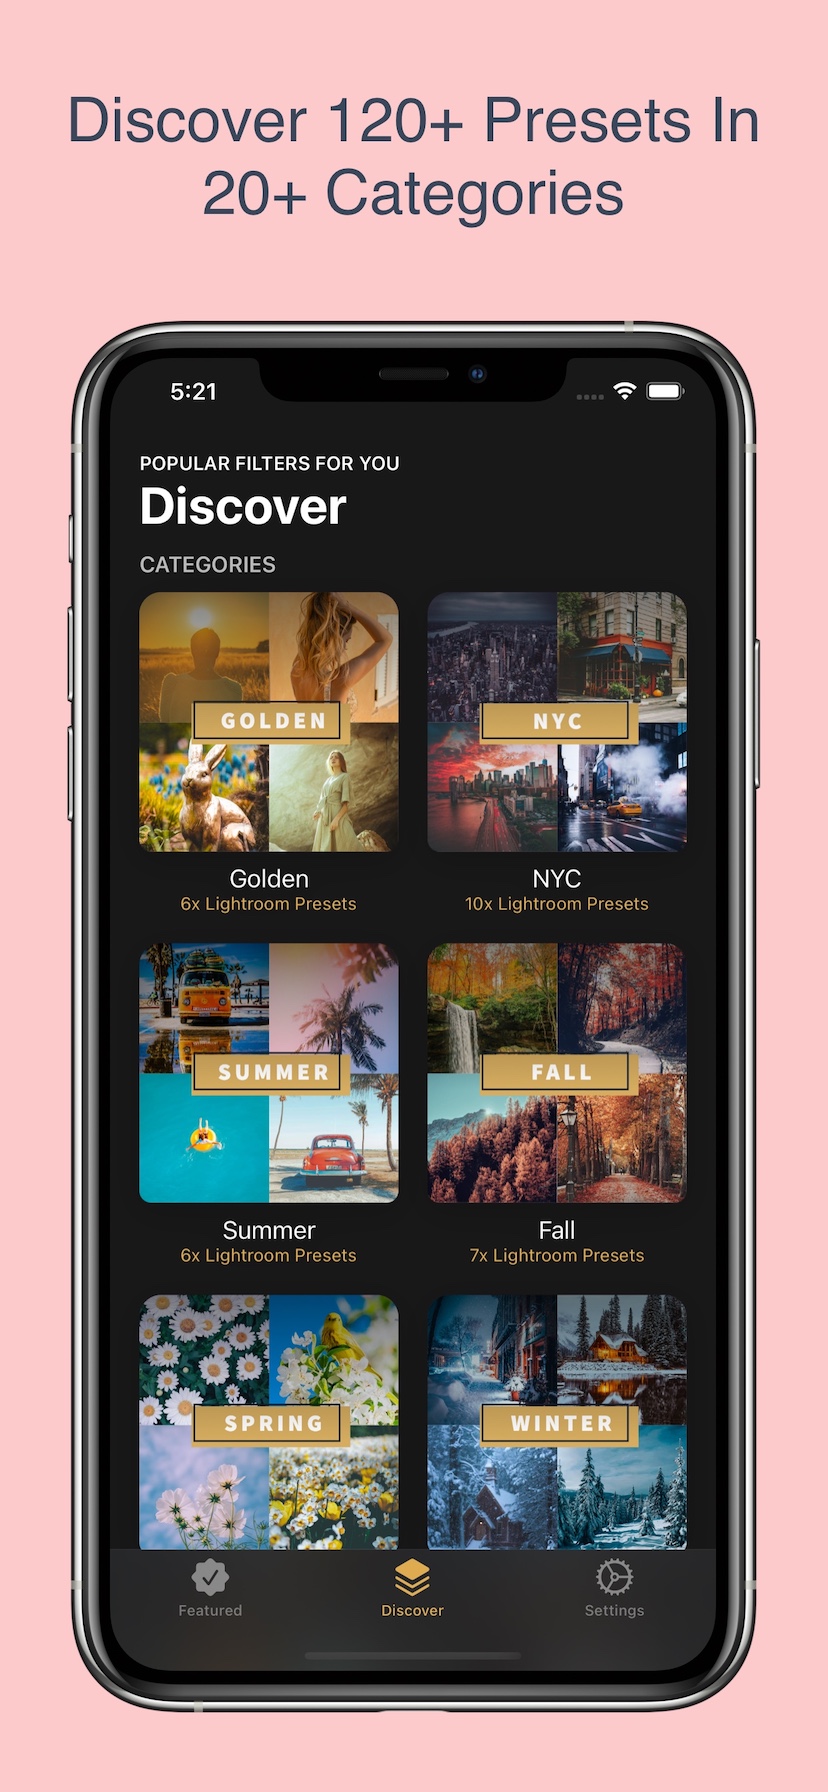 Discover 120+ Presets In
20+ Categories
5:21
POPULAR FILTERS FOR YOU
Discover
CATEGORIES
GOLDEN
NYC
Golden
NYC
6x Lightroom Presets
10x Lightroom Presets
SUMMER
FALL
Summer
Fall
6x Lightroom Presets
7x Lightroom Presets
SPRING
WINTER
Featured
Discover
Settings